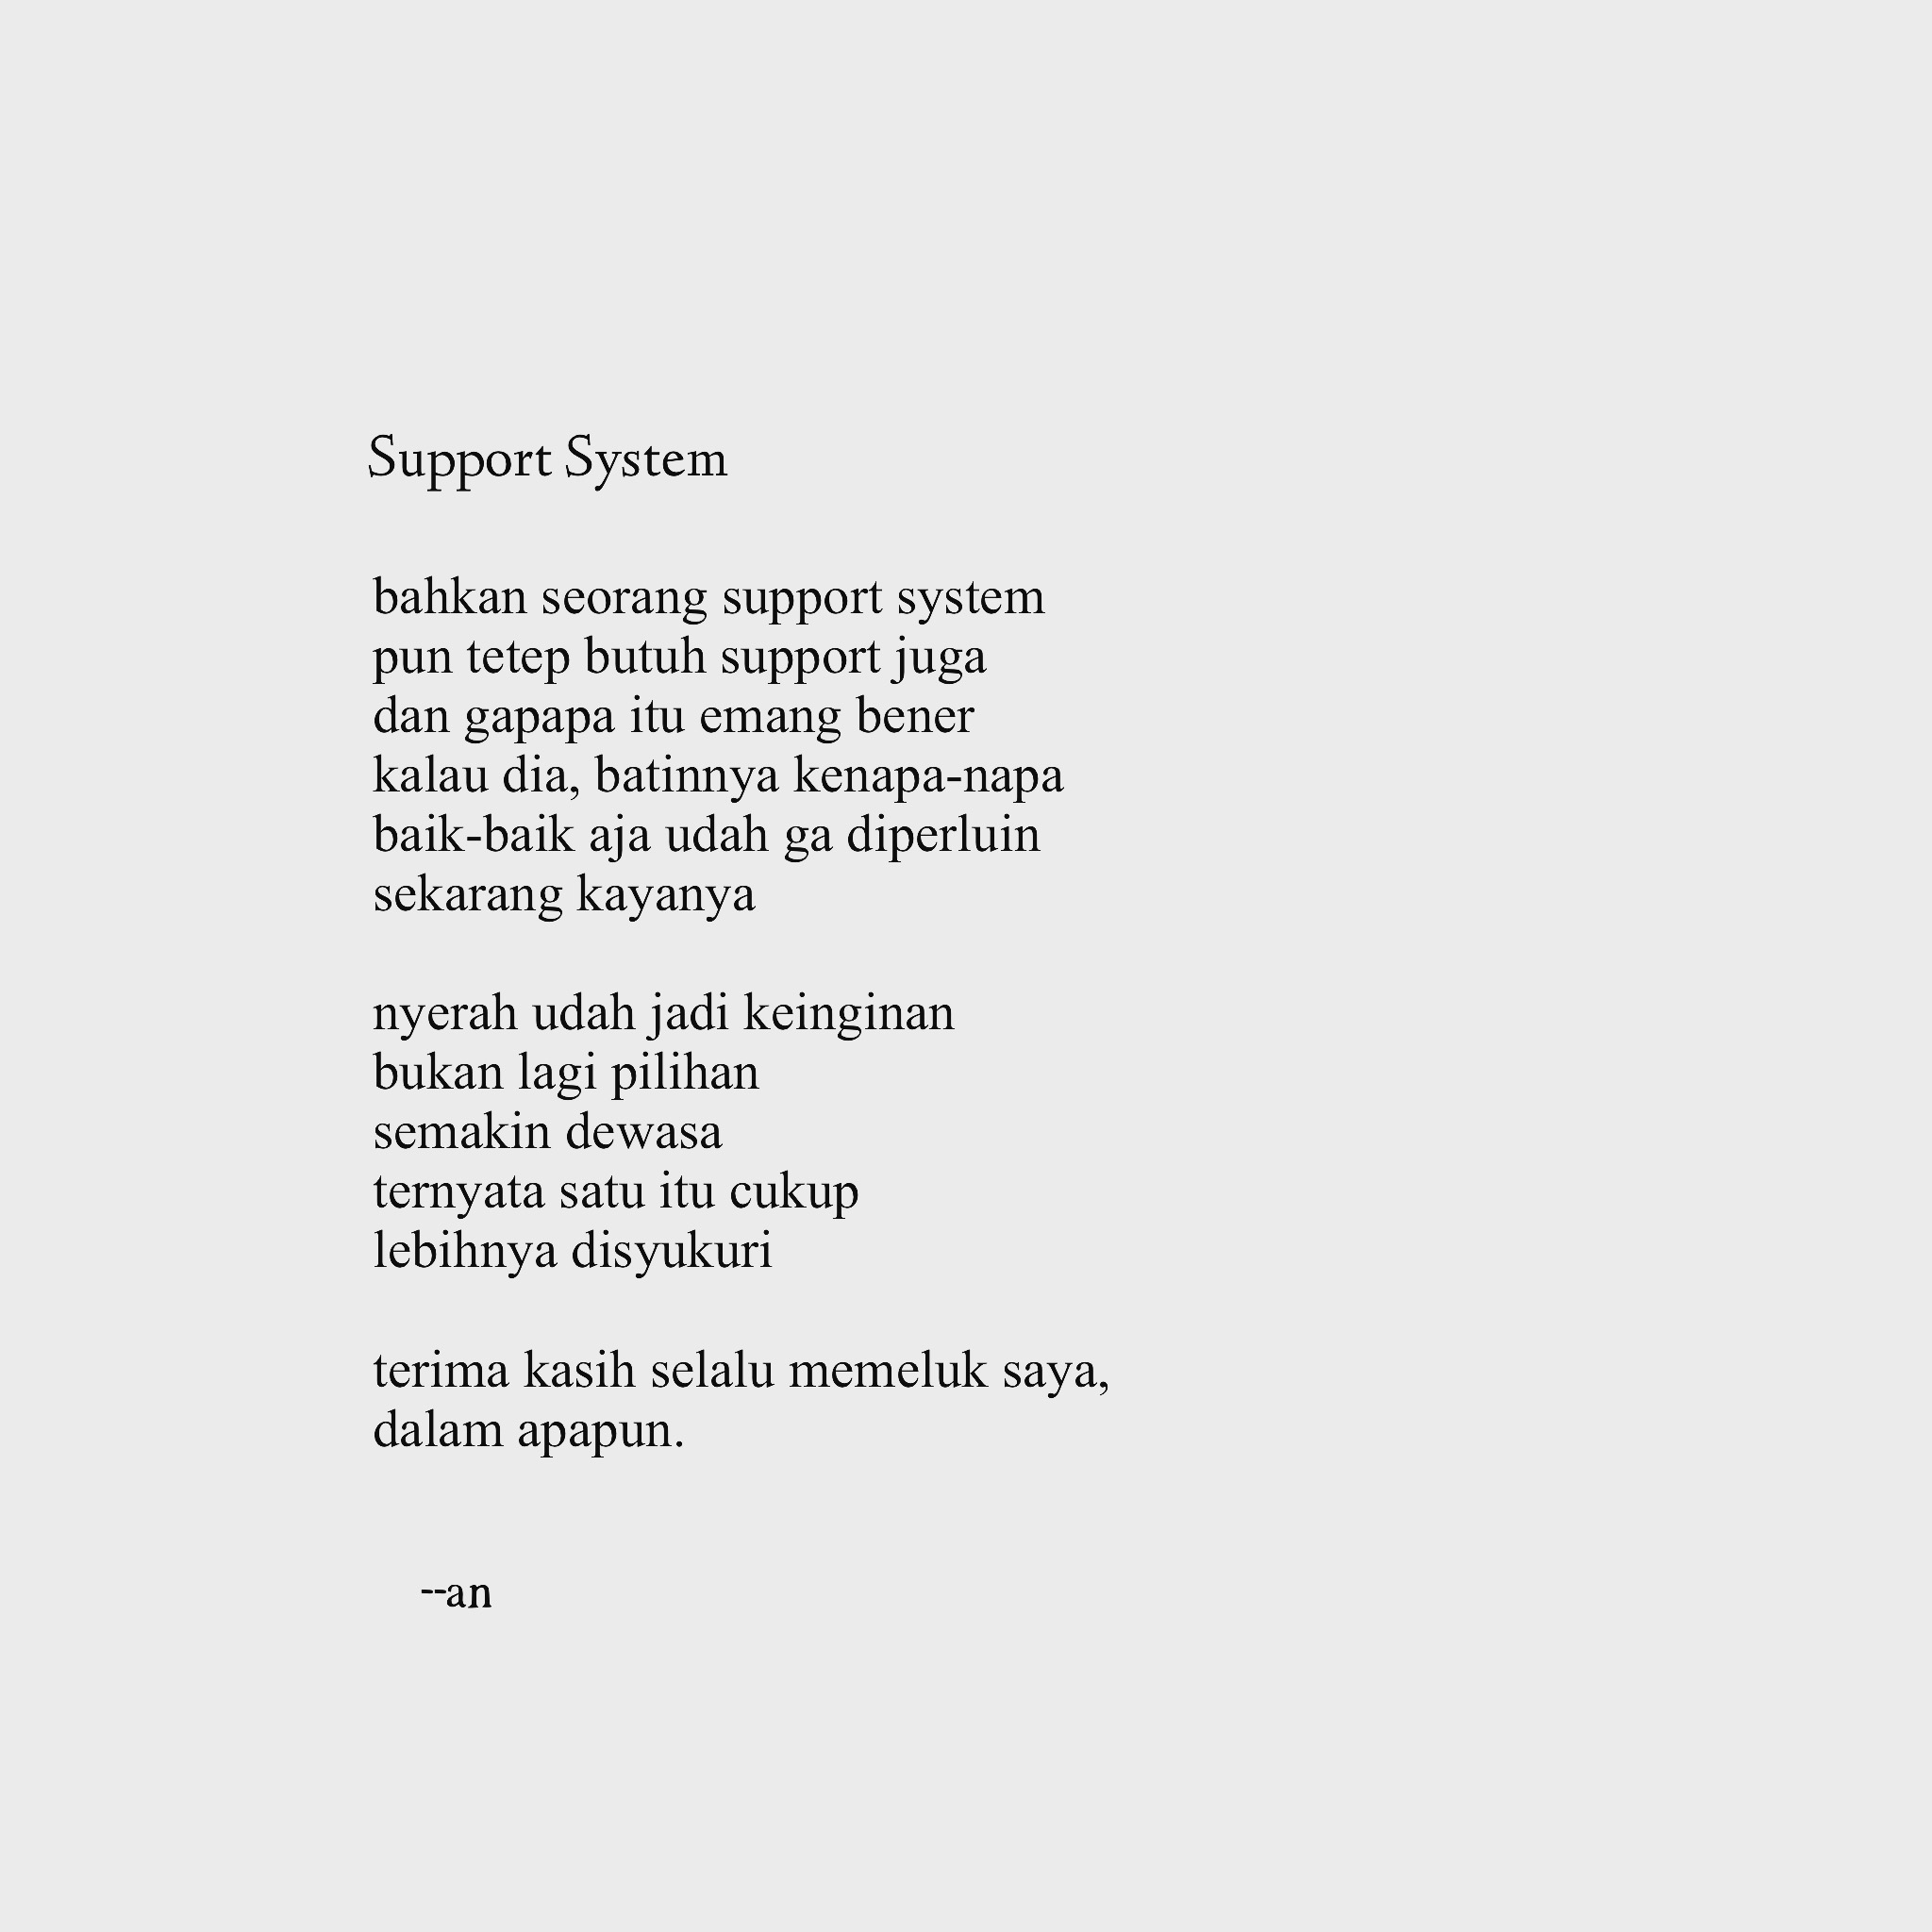 Support System
bahkan seorang support system
pun tetep butuh support juga
dan gapapa itu emang bener
kalau dia, batinnya kenapa-napa
baik-baik aja udah ga diperluin
sekarang kayanya
nyerah udah jadi keinginan
bukan lagi pilihan
semakin dewasa
ternyata satu itu cukup
lebihnya disyukuri
terima kasih selalu memeluk saya,
dalam apapun.
--an